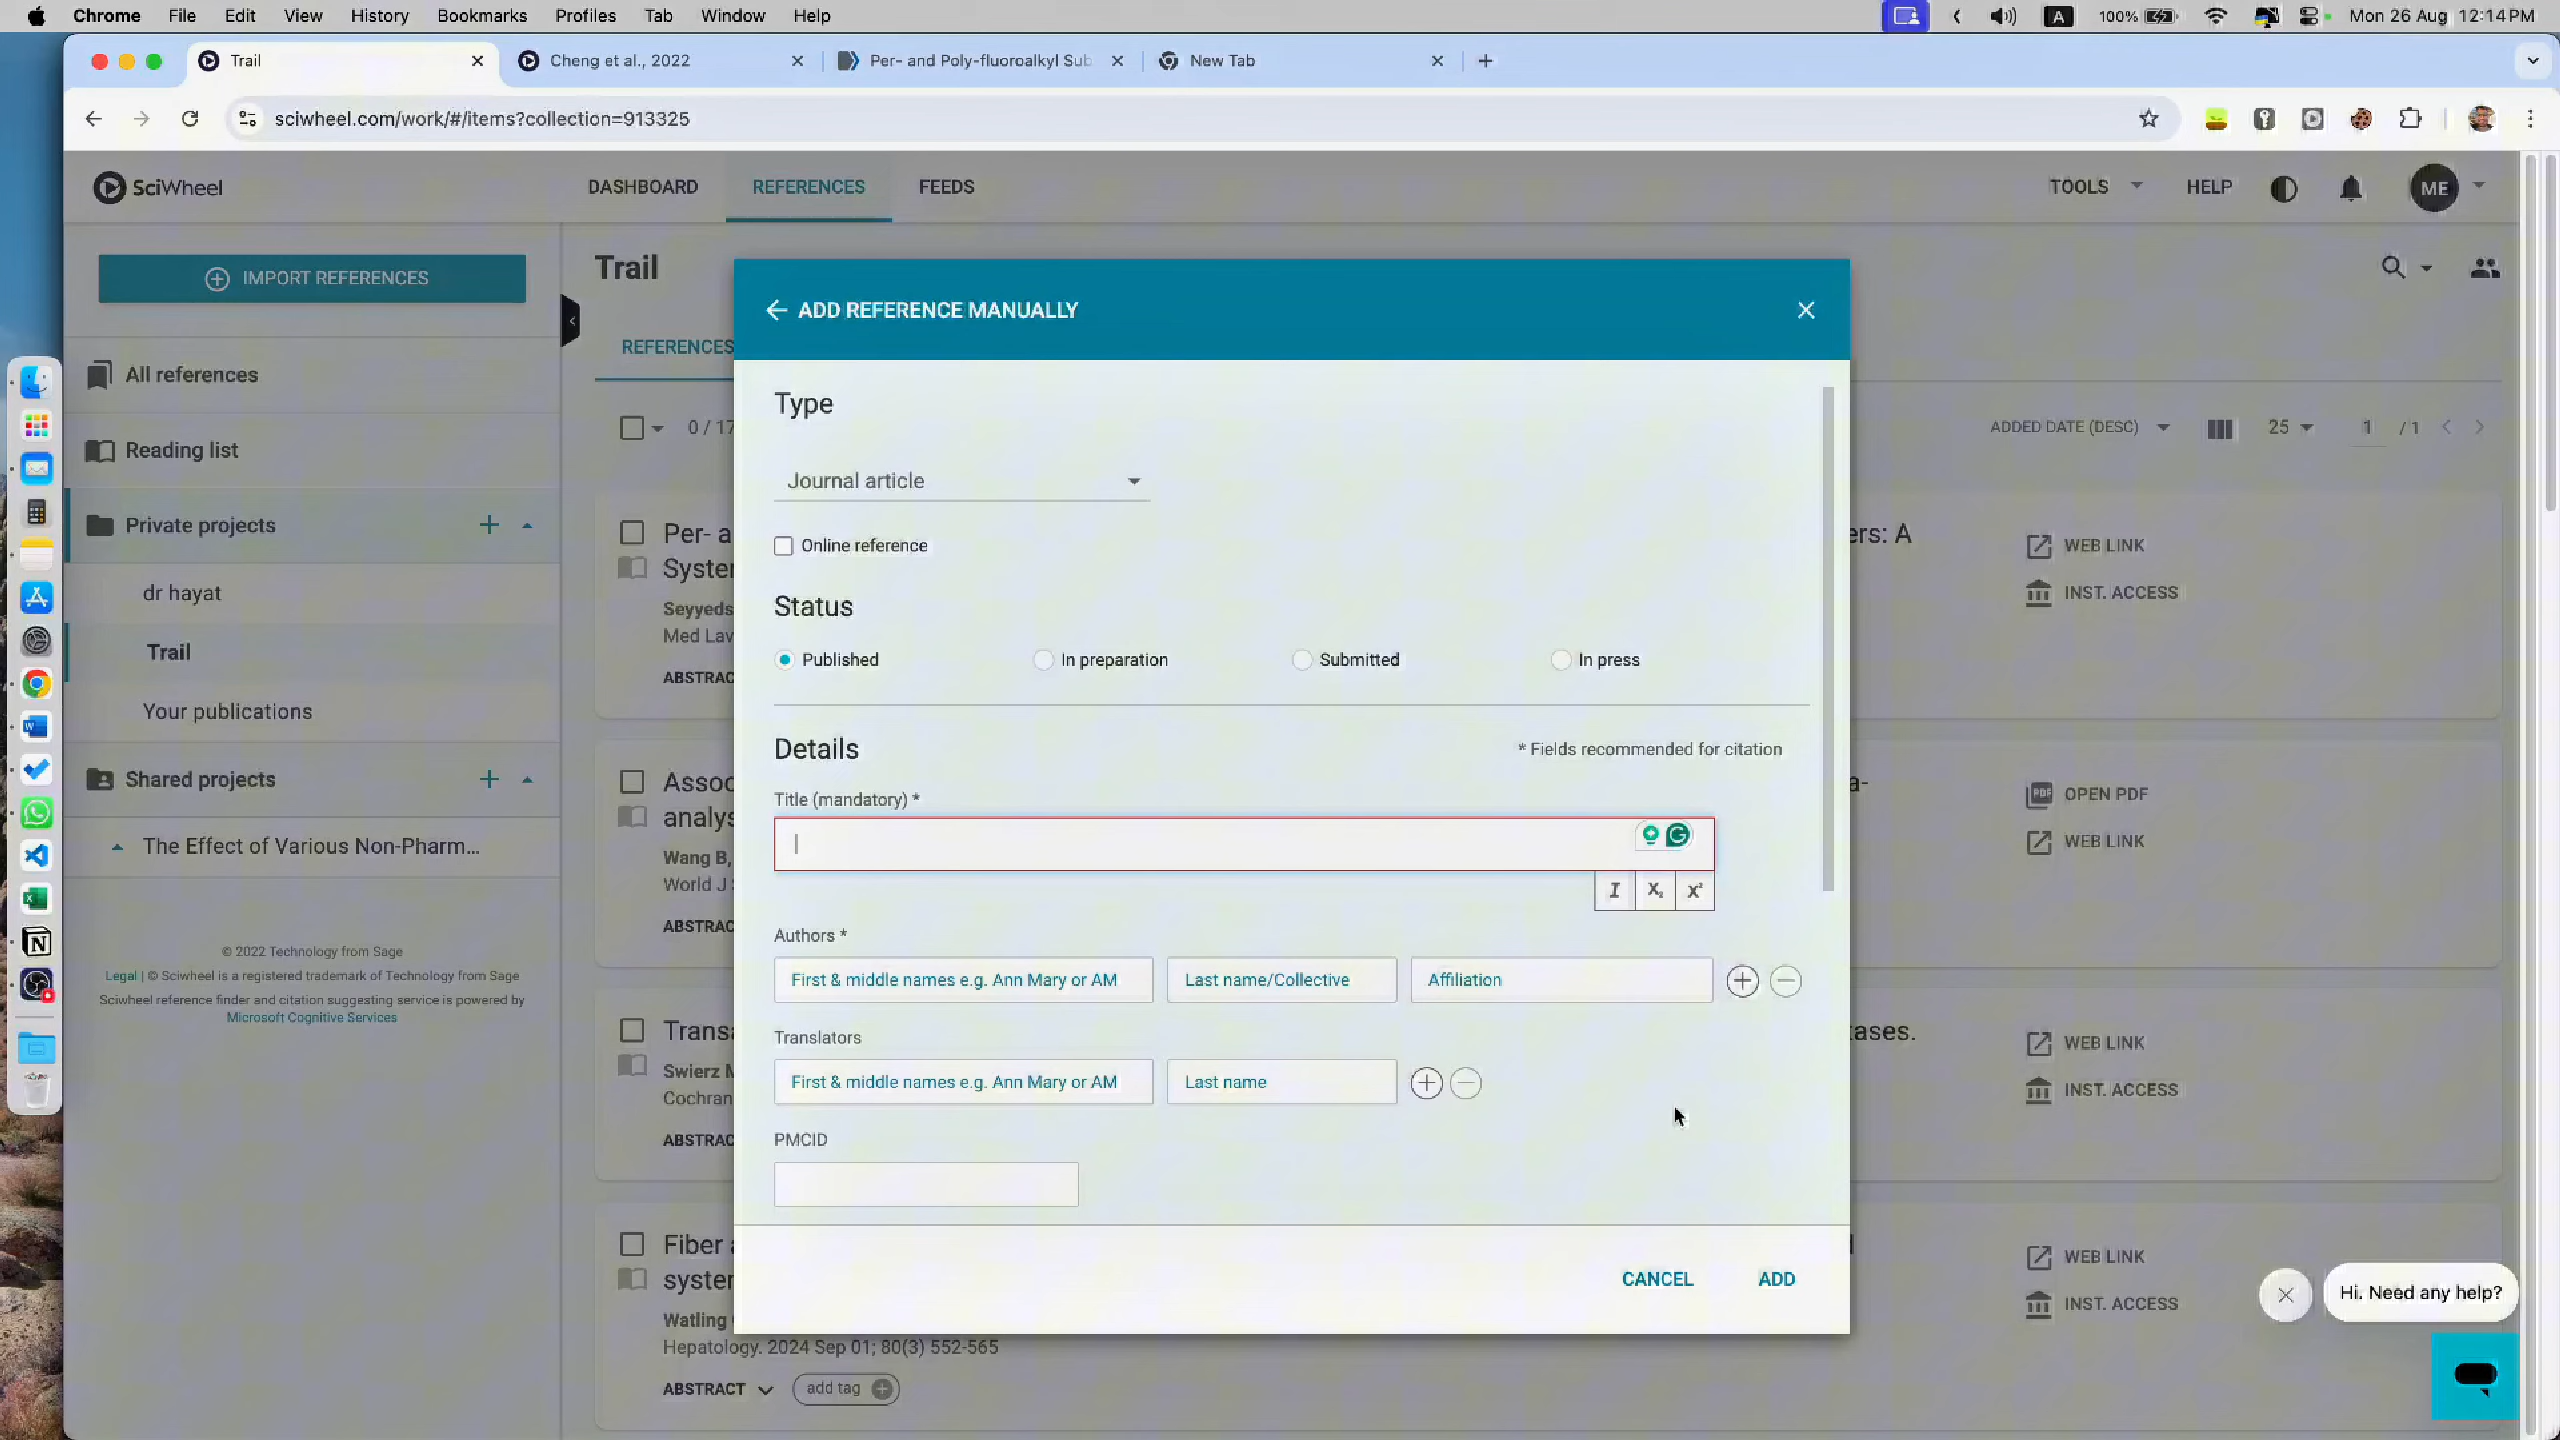 Chrome File Edit View History Bookmarks Profiles Tab Window Help
A 100% Mon 26 Aug 12:14 PM
Trail
Cheng et al., 2022
Per- and Poly-fluoroalkyl Sub
New Tab
sciwheel.com/work/#/items?collection=913325
SciWheel
DASHBOARD REFERENCES FEEDS
TOOLS HELP ME
IMPORT REFERENCES
All references
Reading list
Private projects
dr hayat
Trail
Your publications
Shared projects
The Effect of Various Non-Pharm...
© 2022 Technology from Sage
Legal | © Sciwheel is a registered trademark of Technology from Sage
Sciwheel reference finder and citation suggesting service is powered by
Microsoft Cognitive Services
Trail
REFERENCES
0 / 17
ADDED DATE (DESC) 25 1 / 1
Per- a
ers: A
Syster
Seyyeds
Med Lav
ABSTRAC
WEB LINK
INST. ACCESS
Assoc
a-
analys
Wang B,
World J
ABSTRAC
OPEN PDF
WEB LINK
Transa
tases.
Swierz M
Cochran
ABSTRAC
WEB LINK
INST. ACCESS
Fiber a
d
syster
Watling
Hepatology. 2024 Sep 01; 80(3) 552-565
ABSTRACT add tag
WEB LINK
INST. ACCESS
ADD REFERENCE MANUALLY
Type
Journal article
Online reference
Status
Published In preparation Submitted In press
Details
* Fields recommended for citation
Title (mandatory) *
I X₂ X²
Authors *
First & middle names e.g. Ann Mary or AM Last name/Collective Affiliation
Translators
First & middle names e.g. Ann Mary or AM Last name
PMCID
CANCEL ADD
Hi. Need any help?